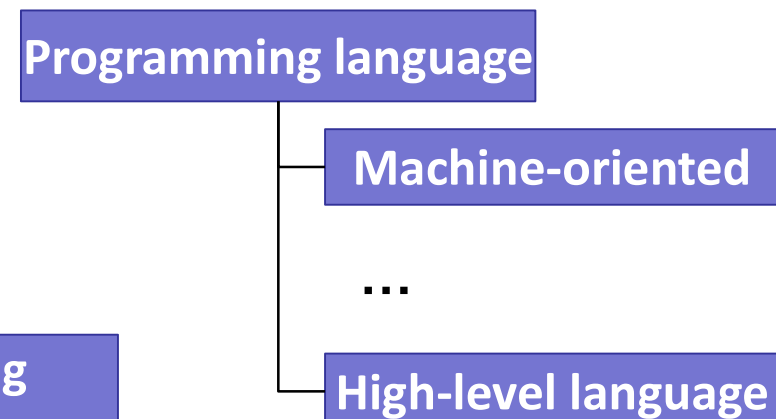 Programming language
Machine-oriented
...
g
High-level language